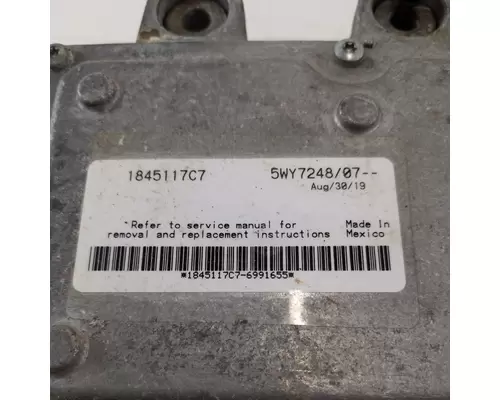 1845117C7 5WY7248/07--
Aug/30/19
Refer to service manual for Made In
removal and replacement instructions Mexico
*1845117C7-6991655*